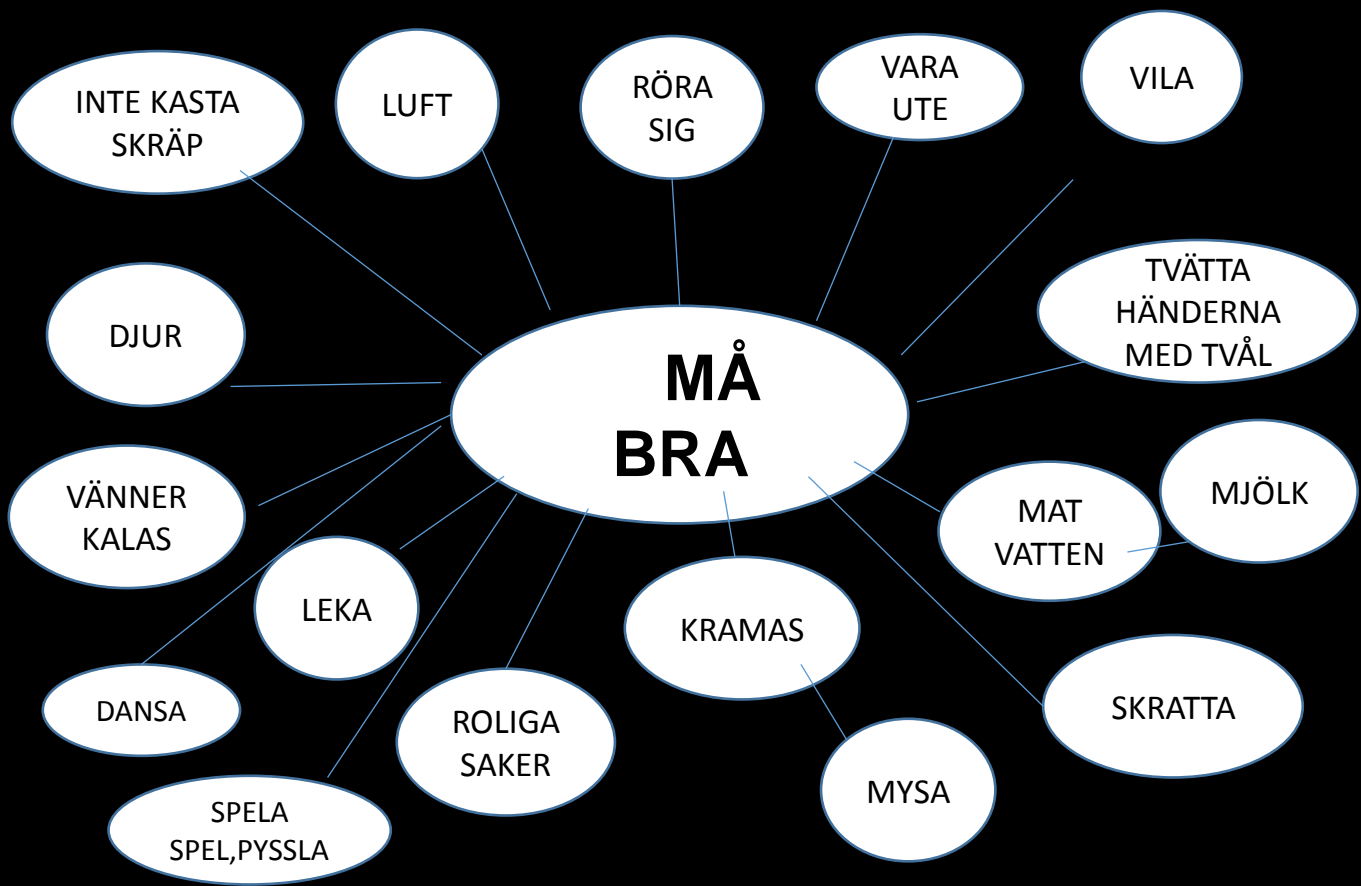 INTE KASTA
SKRÄP
LUFT
RÖRA
SIG
VARA
UTE
VILA
DJUR
TVÄTTA
HÄNDERNA
MED TVÅL
MÅ
BRA
VÄNNER
KALAS
MAT
VATTEN
MJÖLK
LEKA
KRAMAS
DANSA
ROLIGA
SAKER
SKRATTA
MYSA
SPELA
SPEL,PYSSLA